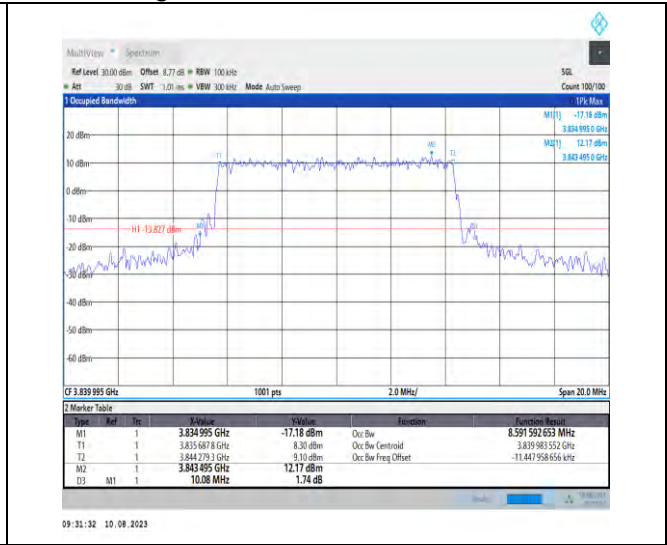 MultiView Spectrum
Ref Level 30.00 dBm Offset 8.77 dB RBW 100 kHz SGL
Att 30 dB SWT 1.01 ms VBW 300 kHz Mode Auto Sweep Count 100/100
1 Occupied Bandwidth 1Pk Max
M1[1] -17.18 dBm
3.834 995 0 GHz
M2[1] 12.17 dBm
3.843 495 0 GHz
20 dBm
M2
T1 T2
10 dBm
0 dBm
-10 dBm
H1 -13.827 dBm
M1
D3
-20 dBm
-30 dBm
-40 dBm
-50 dBm
-60 dBm
CF 3.839 995 GHz 1001 pts 2.0 MHz/ Span 20.0 MHz
2 Marker Table
Type Ref Trc X-Value Y-Value Function Function Result
M1 1 3.834 995 GHz -17.18 dBm Occ Bw 8.591 592 653 MHz
T1 1 3.835 687 8 GHz 8.30 dBm Occ Bw Centroid 3.839 983 552 GHz
T2 1 3.844 279 3 GHz 9.10 dBm Occ Bw Freq Offset -11.447 958 656 kHz
M2 1 3.843 495 GHz 12.17 dBm
D3 M1 1 10.08 MHz 1.74 dB
09:31:32 10.08.2023